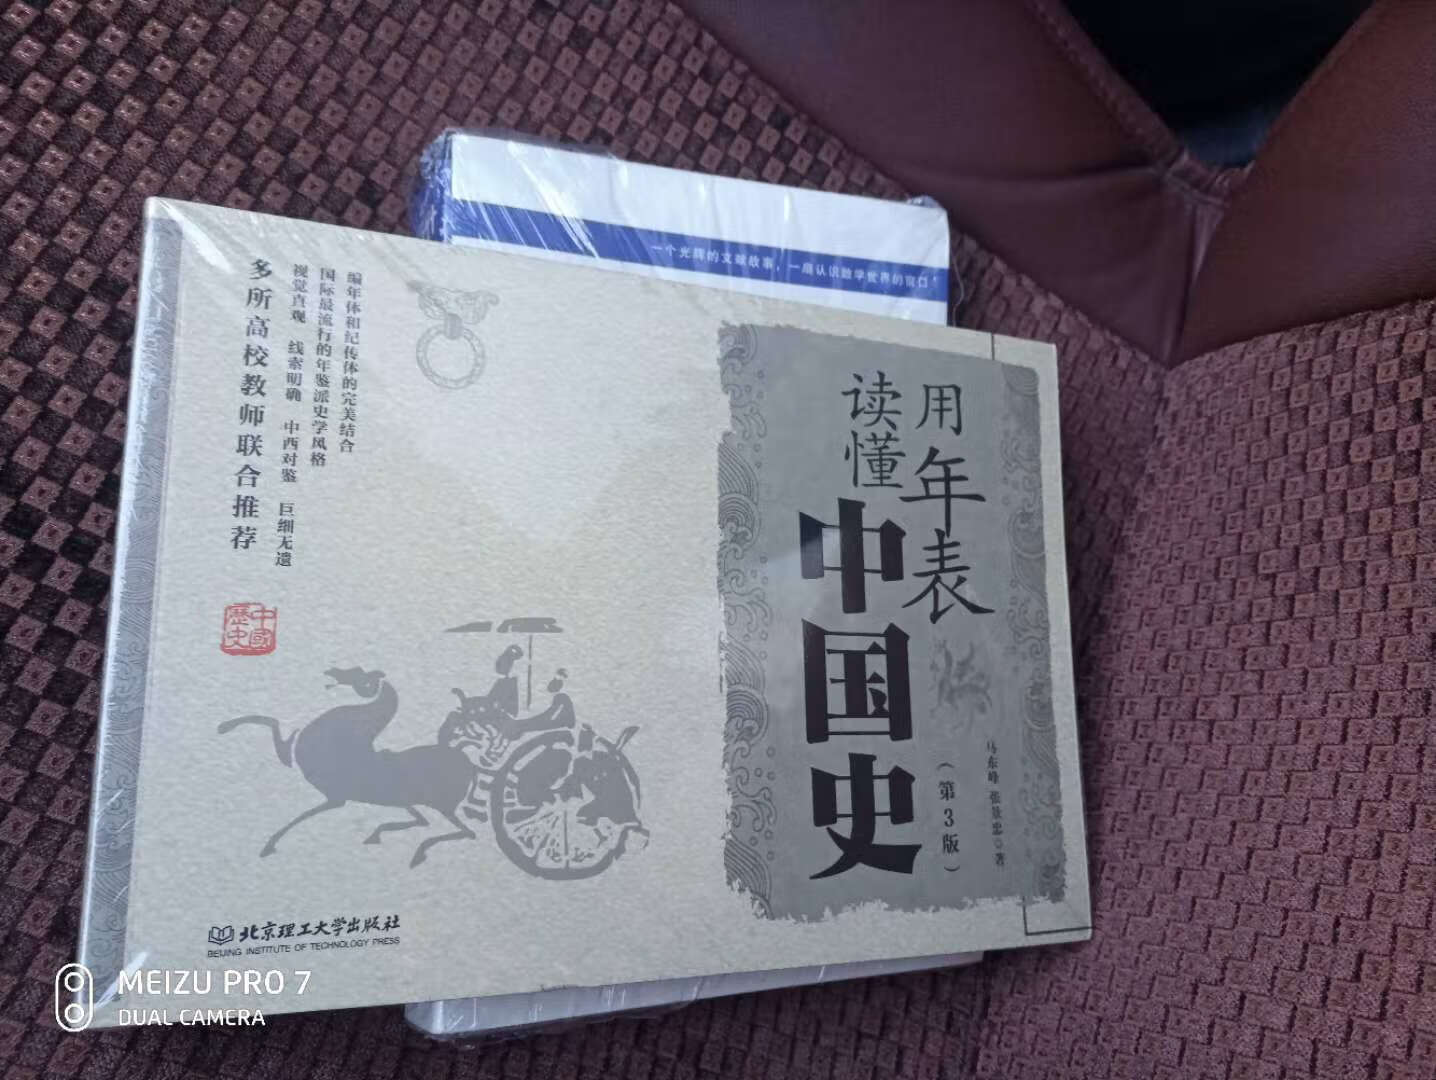 一个光辉的文献故事，一扇认识数学世界的窗口！
用年表
读懂
中国史
（第3版）
马东峰 张景忠◎著
编年体和纪传体的完美结合
国际最流行的年鉴派史学风格
视觉直观 线索明确 中西对鉴 巨细无遗
多所高校教师联合推荐
中國
歷史
北京理工大学出版社
BEIJING INSTITUTE OF TECHNOLOGY PRESS
MEIZU PRO 7
DUAL CAMERA